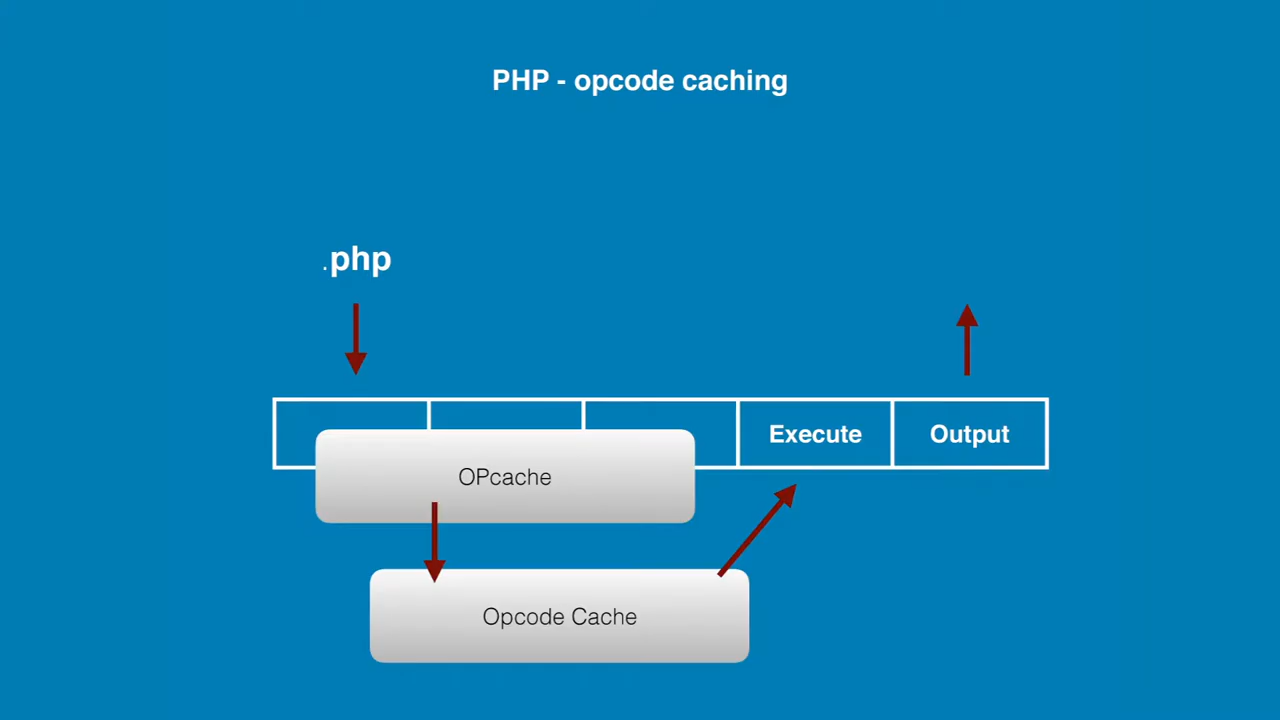 PHP - opcode caching
.php
Execute
Output
OPcache
Opcode Cache